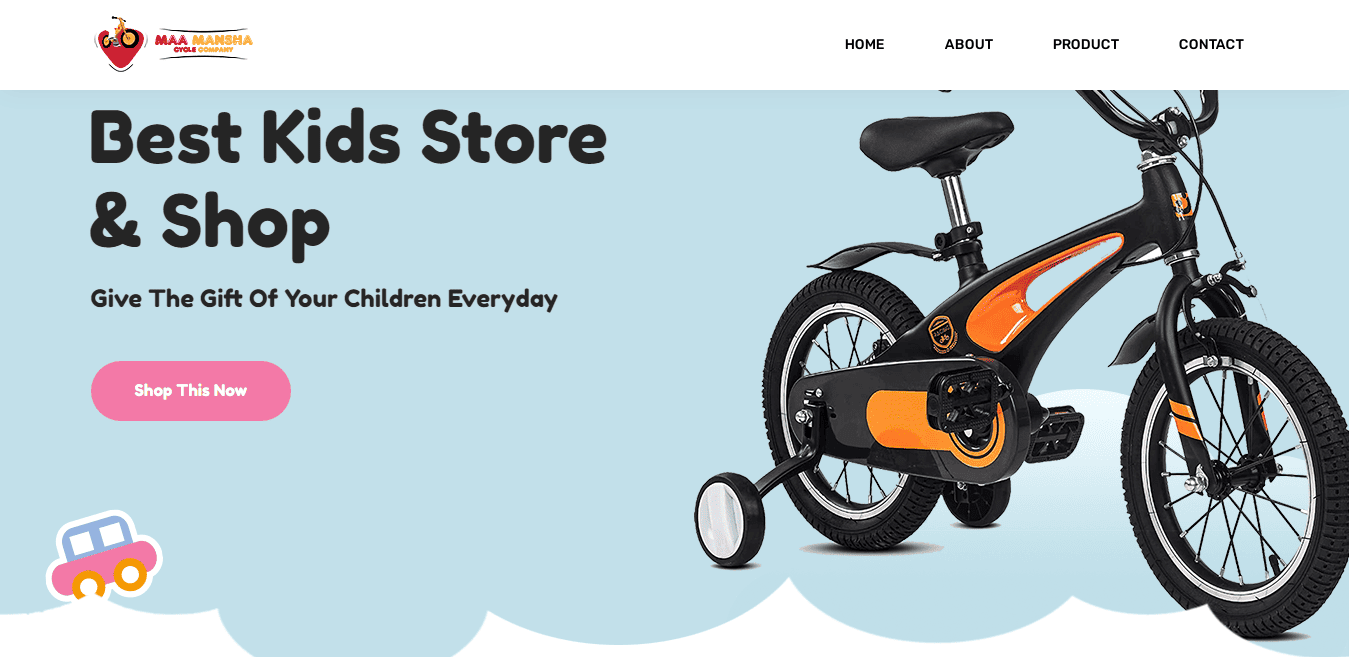 MAA MANSHA
CYCLE COMPANY
HOME
ABOUT
PRODUCT
CONTACT
Best Kids Store
& Shop
Give The Gift Of Your Children Everyday
Shop This Now